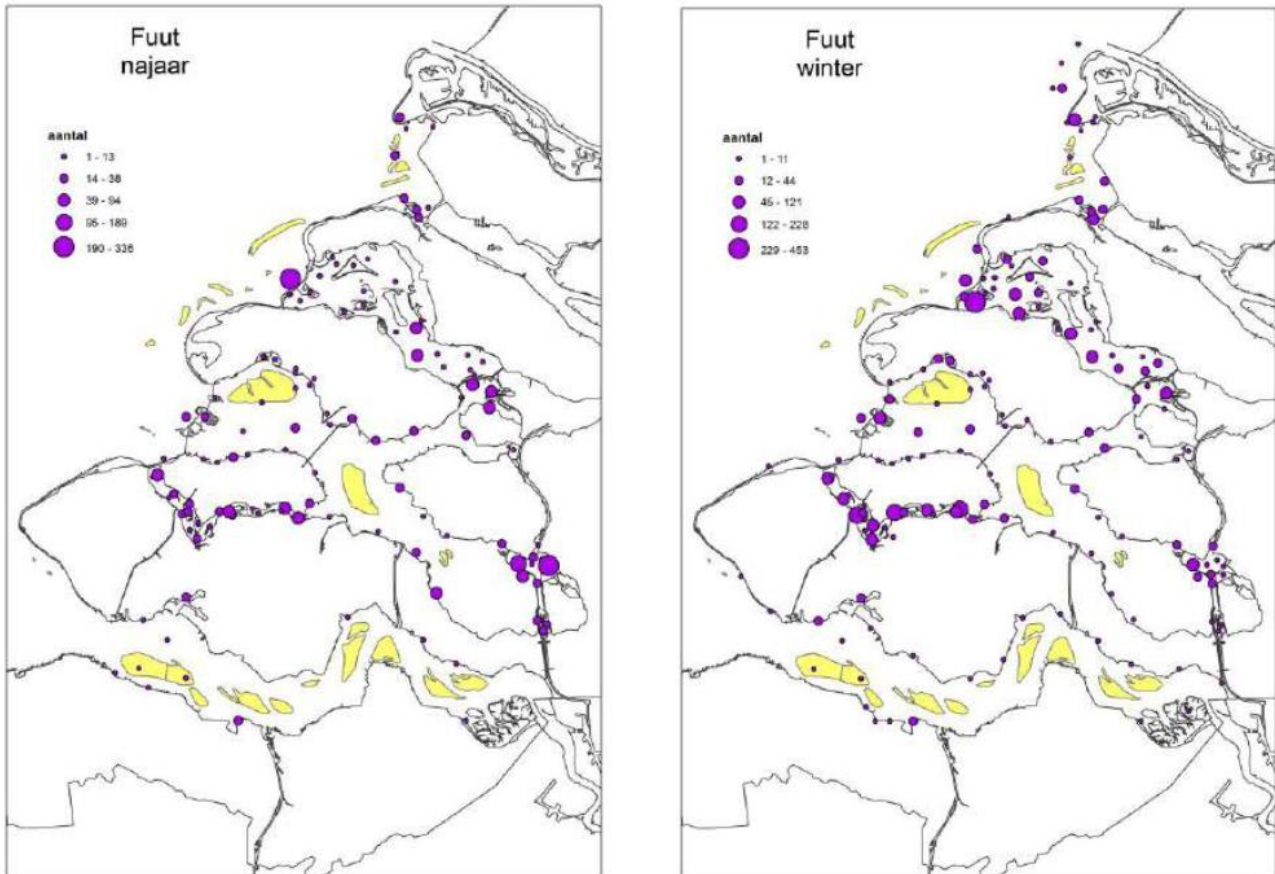 Fuut
najaar
aantal
1 - 13
14 - 38
39 - 94
95 - 189
190 - 336
Fuut
winter
aantal
1 - 11
12 - 44
45 - 121
122 - 228
229 - 453